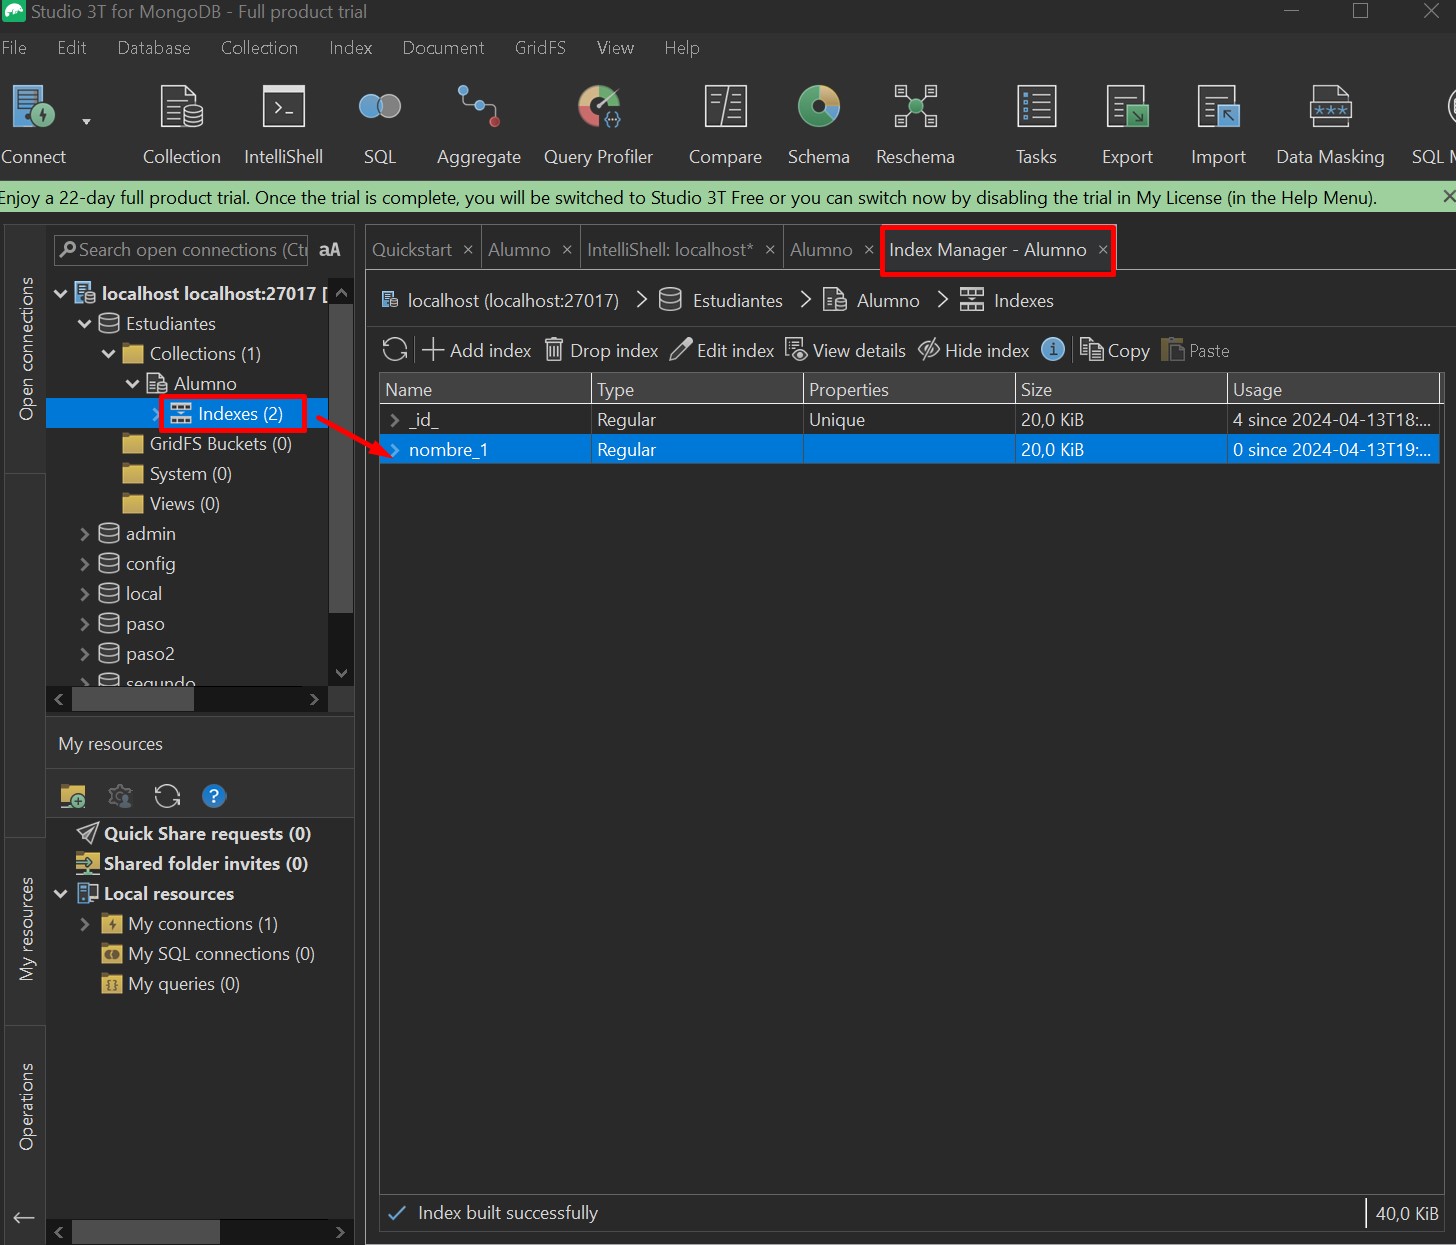 Studio 3T for MongoDB - Full product trial
File Edit Database Collection Index Document GridFS View Help
Connect Collection IntelliShell SQL Aggregate Query Profiler Compare Schema Reschema Tasks Export Import Data Masking SQL M
Enjoy a 22-day full product trial. Once the trial is complete, you will be switched to Studio 3T Free or you can switch now by disabling the trial in My License (in the Help Menu).
Open connections
Search open connections (Ctr aA
localhost localhost:27017 [
Estudiantes
Collections (1)
Alumno
Indexes (2)
GridFS Buckets (0)
System (0)
Views (0)
admin
config
local
paso
paso2
segundo
My resources
My resources
Quick Share requests (0)
Shared folder invites (0)
Local resources
My connections (1)
My SQL connections (0)
My queries (0)
Operations
Quickstart Alumno IntelliShell: localhost* Alumno Index Manager - Alumno
localhost (localhost:27017) Estudiantes Alumno Indexes
Add index Drop index Edit index View details Hide index Copy Paste
Name Type Properties Size Usage
_id_ Regular Unique 20,0 KiB 4 since 2024-04-13T18:...
nombre_1 Regular 20,0 KiB 0 since 2024-04-13T19:...
Index built successfully 40,0 KiB